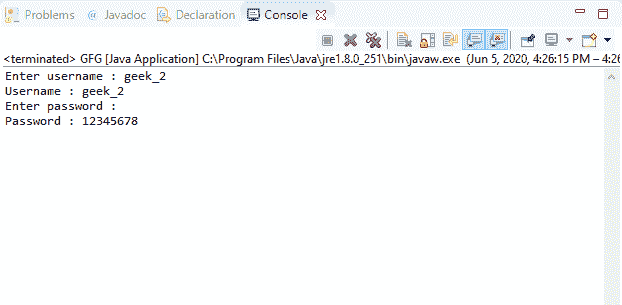 Problems @ Javadoc Declaration Console
<terminated> GFG [Java Application] C:\Program Files\Java\jre1.8.0_251\bin\javaw.exe (Jun 5, 2020, 4:26:15 PM – 4:26
Enter username : geek_2
Username : geek_2
Enter password :
Password : 12345678